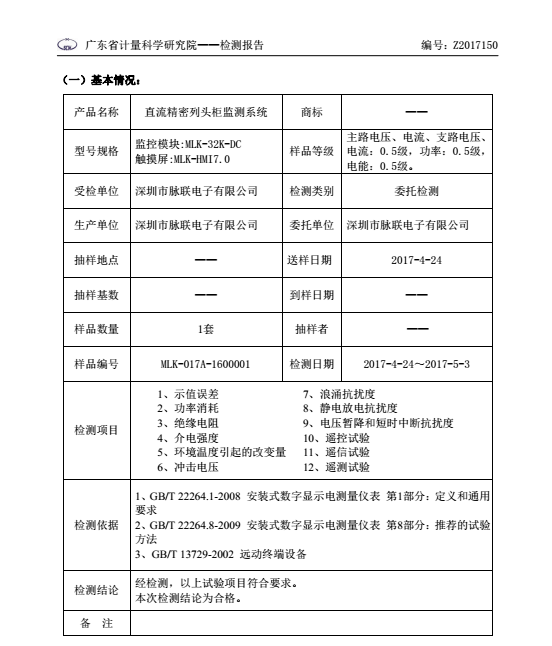 广东省计量科学研究院——检测报告 编号：Z2017150
（一）基本情况：
产品名称 直流精密列头柜监测系统 商标 ——
型号规格 监控模块:MLK-32K-DC
触摸屏:MLK-HMI7.0
样品等级 主路电压、电流、支路电压、
电流：0.5级，功率：0.5级，
电能：0.5级。
受检单位 深圳市脉联电子有限公司 检测类别 委托检测
生产单位 深圳市脉联电子有限公司 委托单位 深圳市脉联电子有限公司
抽样地点 —— 送样日期 2017-4-24
抽样基数 —— 到样日期 ——
样品数量 1套 抽样者 ——
样品编号 MLK-017A-1600001 检测日期 2017-4-24～2017-5-3
检测项目
1、示值误差 7、浪涌抗扰度
2、功率消耗 8、静电放电抗扰度
3、绝缘电阻 9、电压暂降和短时中断抗扰度
4、介电强度 10、遥控试验
5、环境温度引起的改变量 11、遥信试验
6、冲击电压 12、遥测试验
检测依据
1、GB/T 22264.1-2008 安装式数字显示电测量仪表 第1部分：定义和通用
要求
2、GB/T 22264.8-2009 安装式数字显示电测量仪表 第8部分：推荐的试验
方法
3、GB/T 13729-2002 远动终端设备
检测结论
经检测，以上试验项目符合要求。
本次检测结论为合格。
备 注